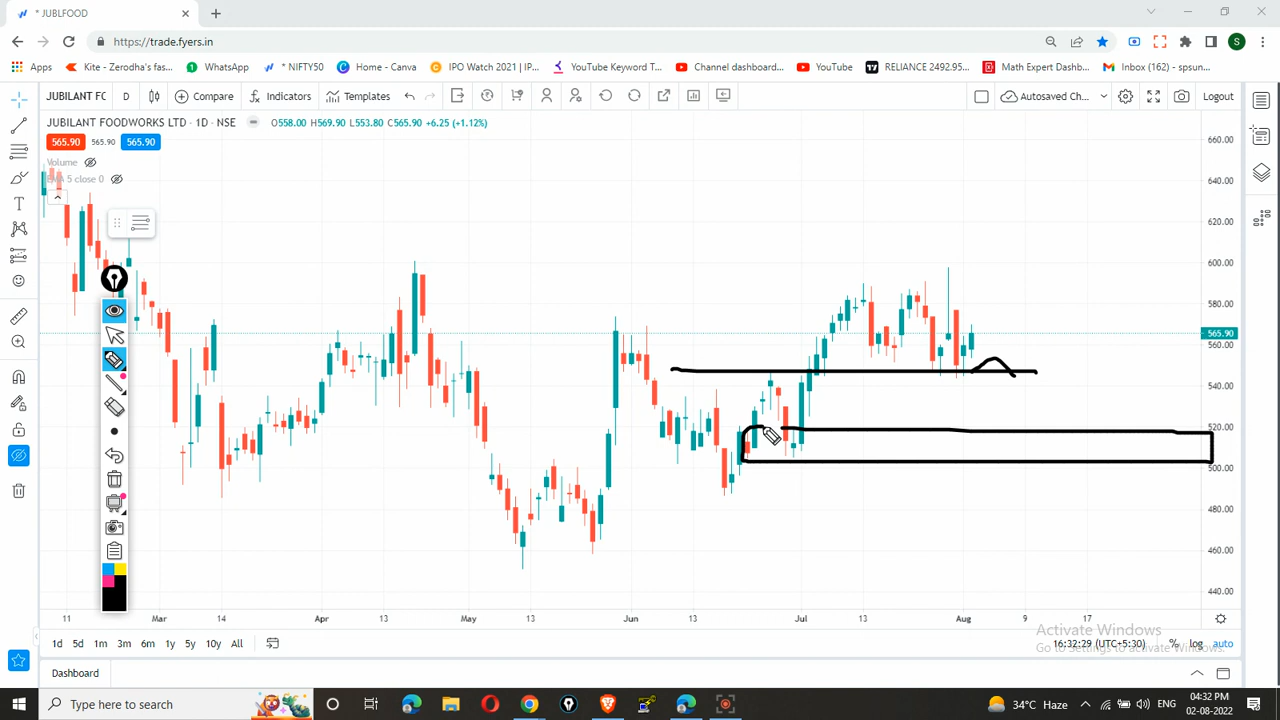 * JUBLFOOD
https://trade.fyers.in
S
Apps
Kite - Zerodha's fas...
WhatsApp
* NIFTY50
Home - Canva
IPO Watch 2021 | IP...
YouTube Keyword T...
Channel dashboard...
YouTube
RELIANCE 2492.95...
Math Expert Dashb...
Inbox (162) - spsun...
JUBILANT FC
D
Compare
Indicators
Templates
Autosaved Ch...
Logout
JUBILANT FOODWORKS LTD · 1D · NSE
O558.00 H569.90 L553.80 C565.90 +6.25 (+1.12%)
565.90 565.90 565.90
Volume
EMA 5 close 0
660.00
640.00
620.00
600.00
580.00
565.90
560.00
540.00
520.00
500.00
480.00
460.00
440.00
11 Mar 14 Apr 13 May 13 Jun 13 Jul 13 Aug 9 17
Activate Windows
Go to Settings to activate Windows.
1d 5d 1m 3m 6m 1y 5y 10y All
16:32:29 (UTC+5:30)
% log auto
Dashboard
Type here to search
34°C Haze
ENG
04:32 PM
02-08-2022